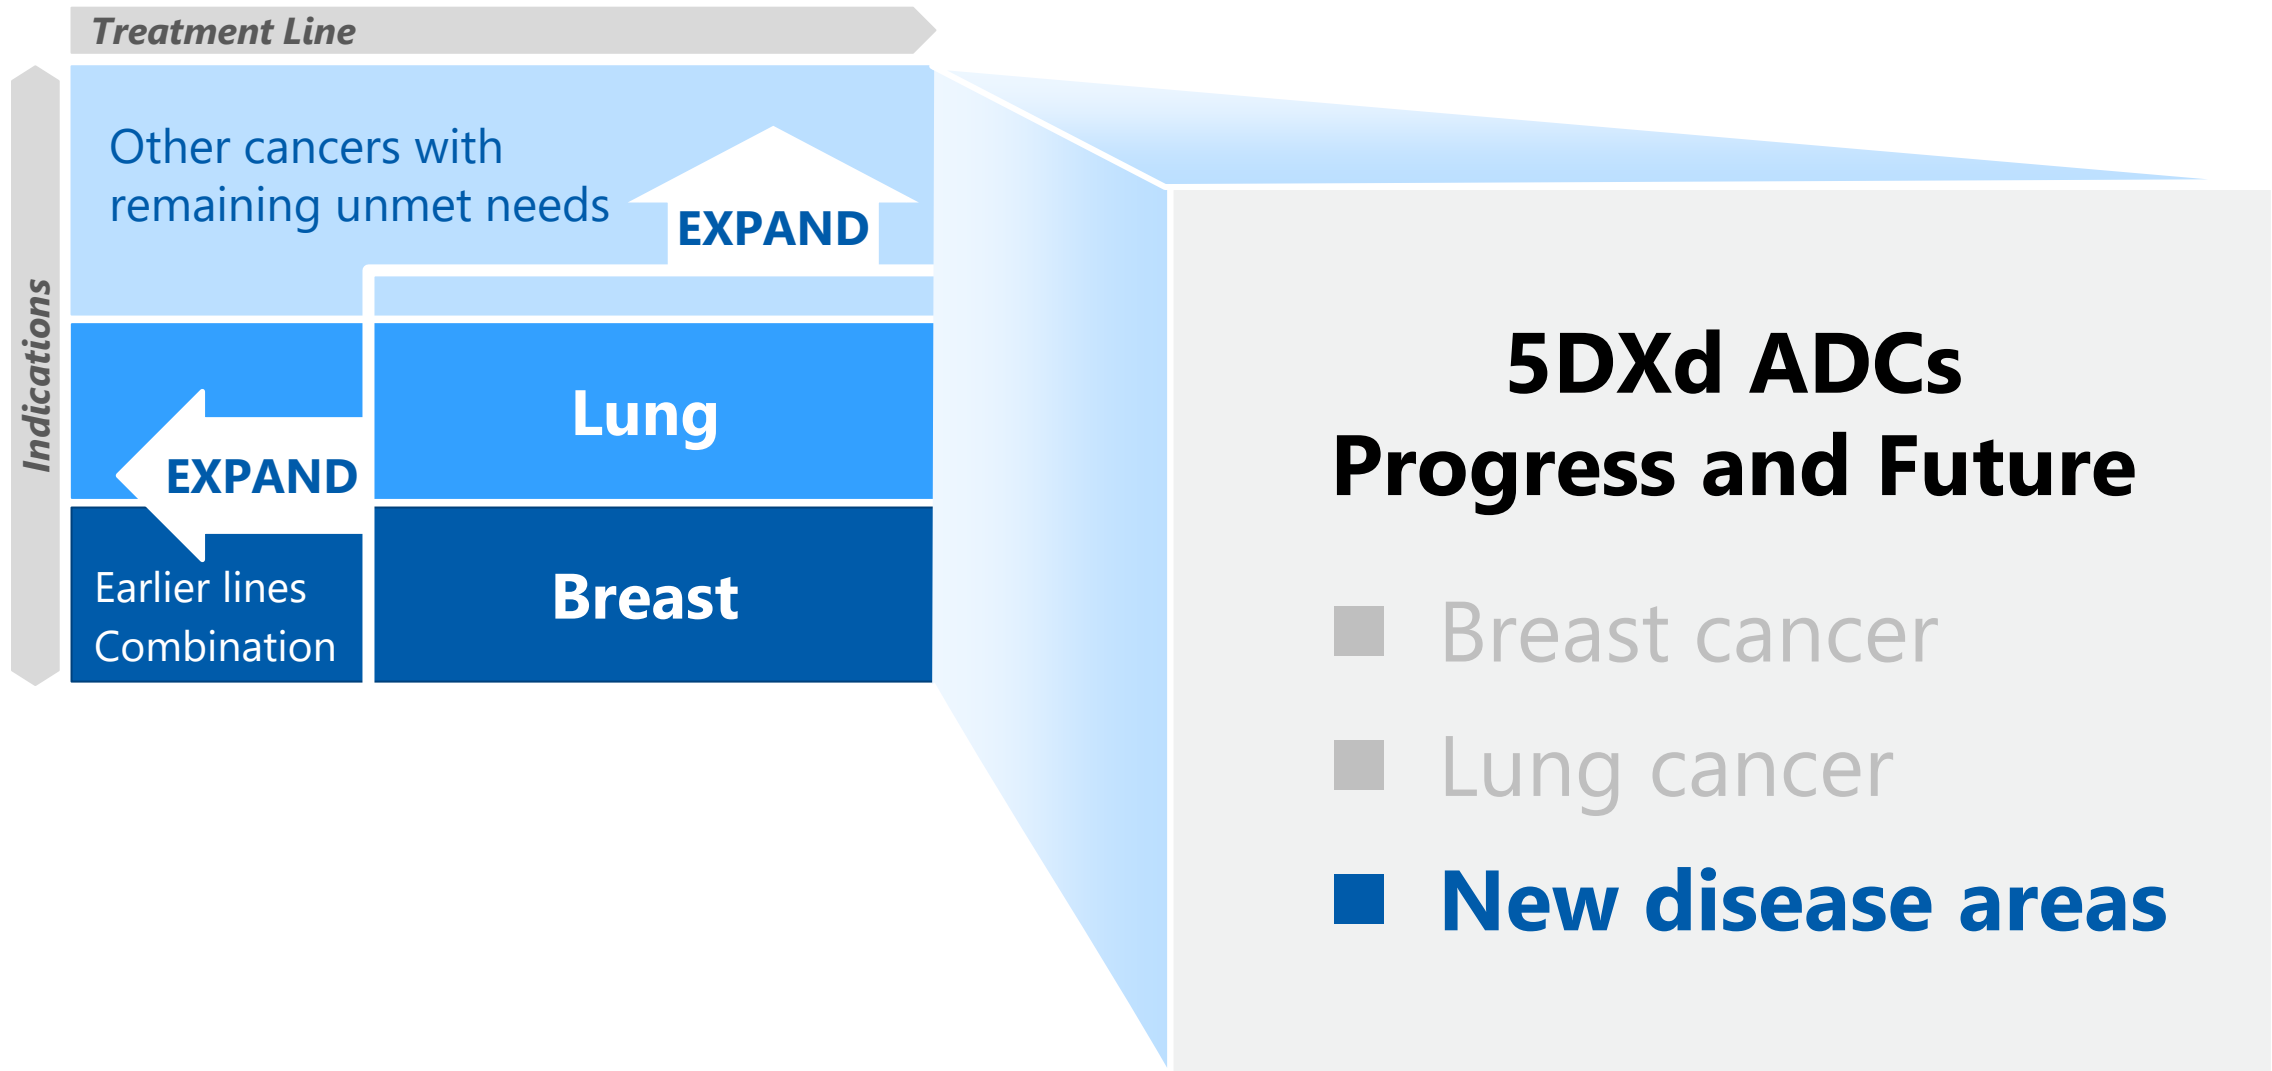 Treatment Line
Indications
Other cancers with
remaining unmet needs
EXPAND
Lung
EXPAND
Breast
Earlier lines
Combination
5DXd ADCs
Progress and Future
Breast cancer
Lung cancer
New disease areas